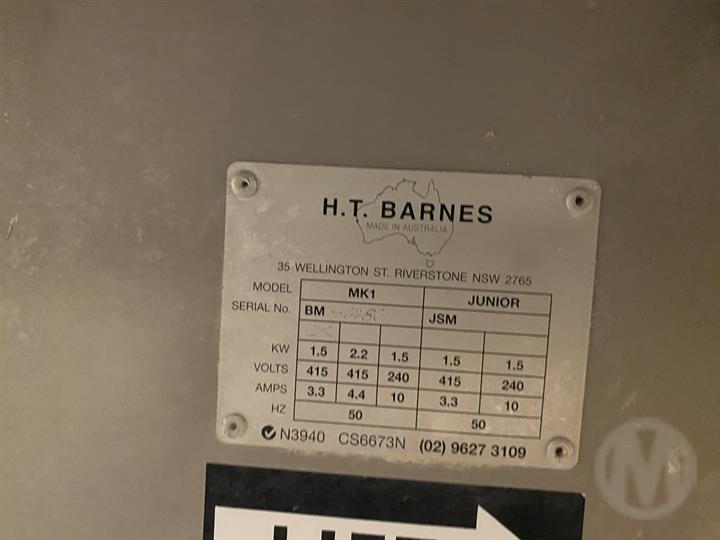 H.T. BARNES
MADE IN AUSTRALIA
35 WELLINGTON ST. RIVERSTONE NSW 2765
MODEL MK1 JUNIOR
SERIAL No. BM JSM
KW 1.5 2.2 1.5 1.5 1.5
VOLTS 415 415 240 415 240
AMPS 3.3 4.4 10 3.3 10
HZ 50 50
N3940 CS6673N (02) 9627 3109
M